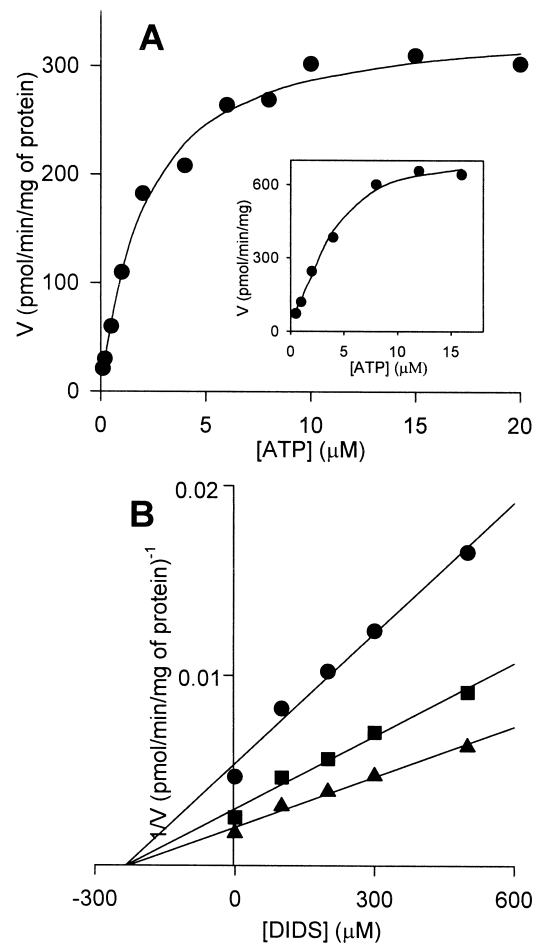 A
V (pmol/min/mg of protein)
300
200
100
0
0 5 10 15 20
[ATP] (μM)
V (pmol/min/mg)
600
300
0
0 5 10 15
[ATP] (μM)
B
1/V (pmol/min/mg of protein)⁻¹
0.02
0.01
-300 0 300 600
[DIDS] (μM)